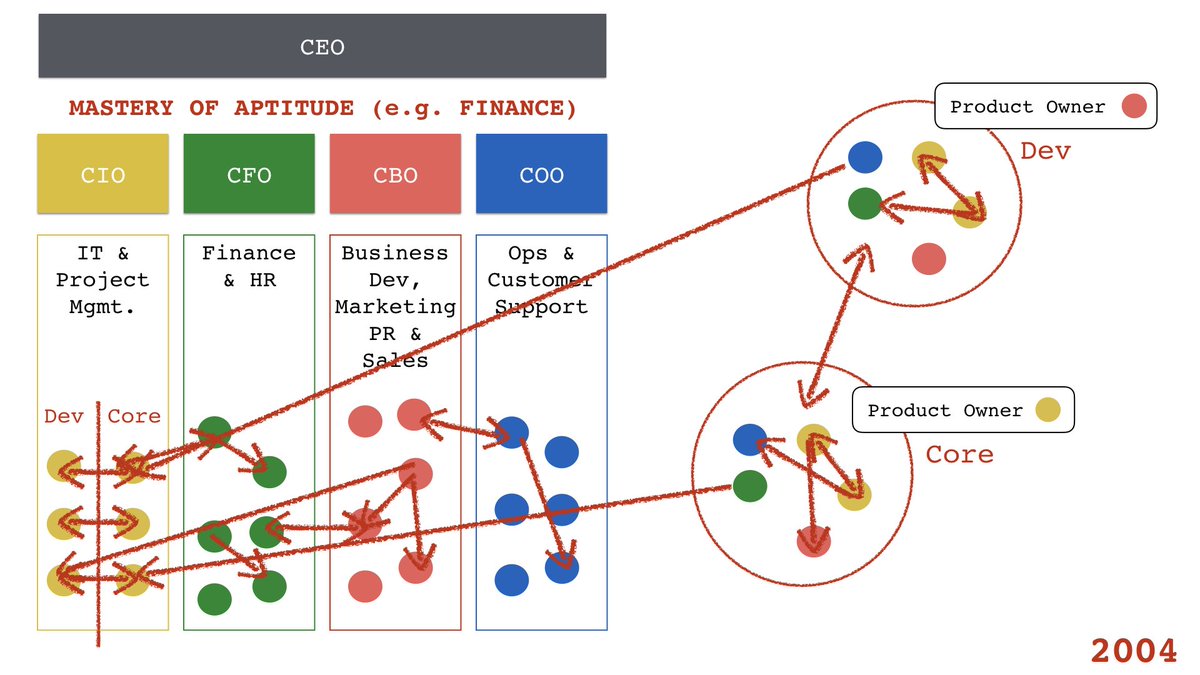 CEO
MASTERY OF APTITUDE (e.g. FINANCE)
CIO
CFO
CBO
COO
IT &
Project
Mgmt.
Finance
& HR
Business
Dev,
Marketing
PR &
Sales
Ops &
Customer
Support
Dev
Core
Product Owner
Dev
Product Owner
Core
2004